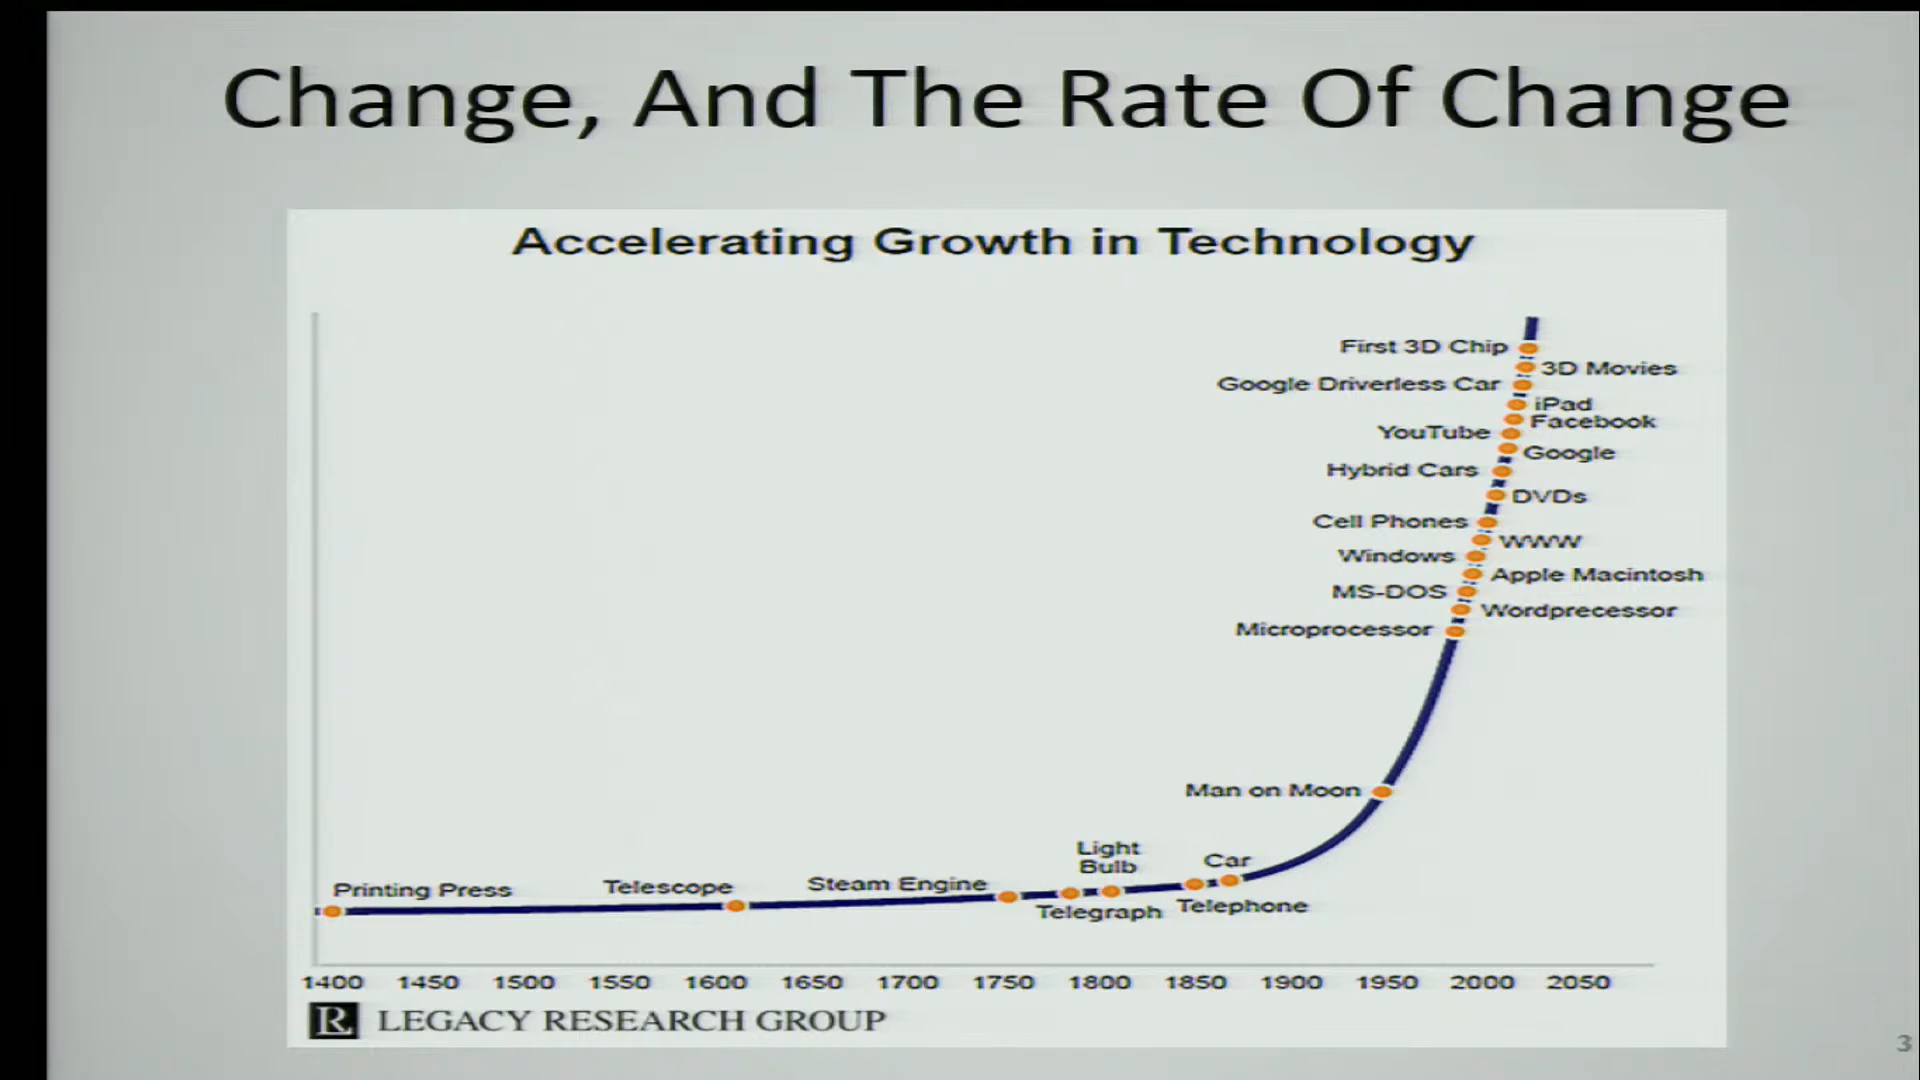 Change, And The Rate Of Change
Accelerating Growth in Technology
First 3D Chip
3D Movies
Google Driverless Car
iPad
Facebook
YouTube
Google
Hybrid Cars
DVDs
Cell Phones
WWW
Windows
Apple Macintosh
MS-DOS
Wordprecessor
Microprocessor
Man on Moon
Light
Bulb
Car
Printing Press
Telescope
Steam Engine
Telegraph
Telephone
1400 1450 1500 1550 1600 1650 1700 1750 1800 1850 1900 1950 2000 2050
R LEGACY RESEARCH GROUP
3